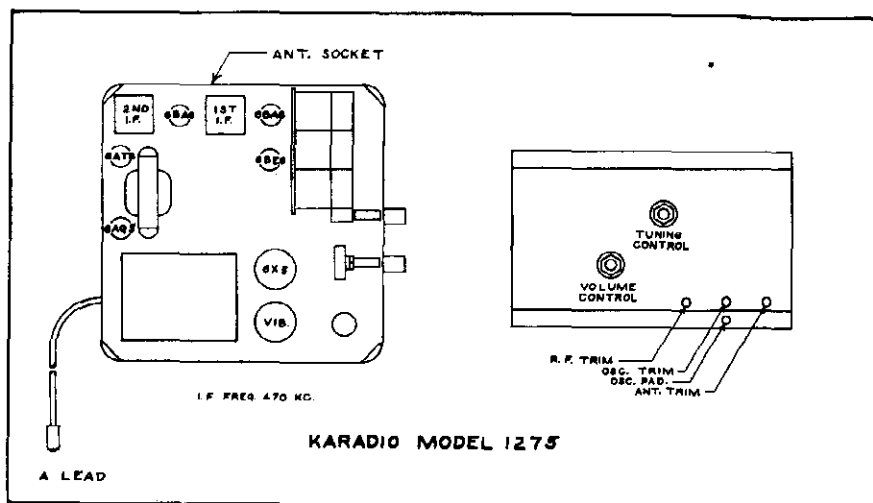 ANT. SOCKET
2ND
I.F.
6BA6
1ST
I.F.
6BA6
6AT6
6BE6
6AQ5
6X5
VIB.
TUNING
CONTROL
VOLUME
CONTROL
R.F. TRIM
OSC. TRIM
OSC. PAD.
ANT. TRIM
I.F. FREQ. 470 KC.
KARADIO MODEL 1275
A LEAD